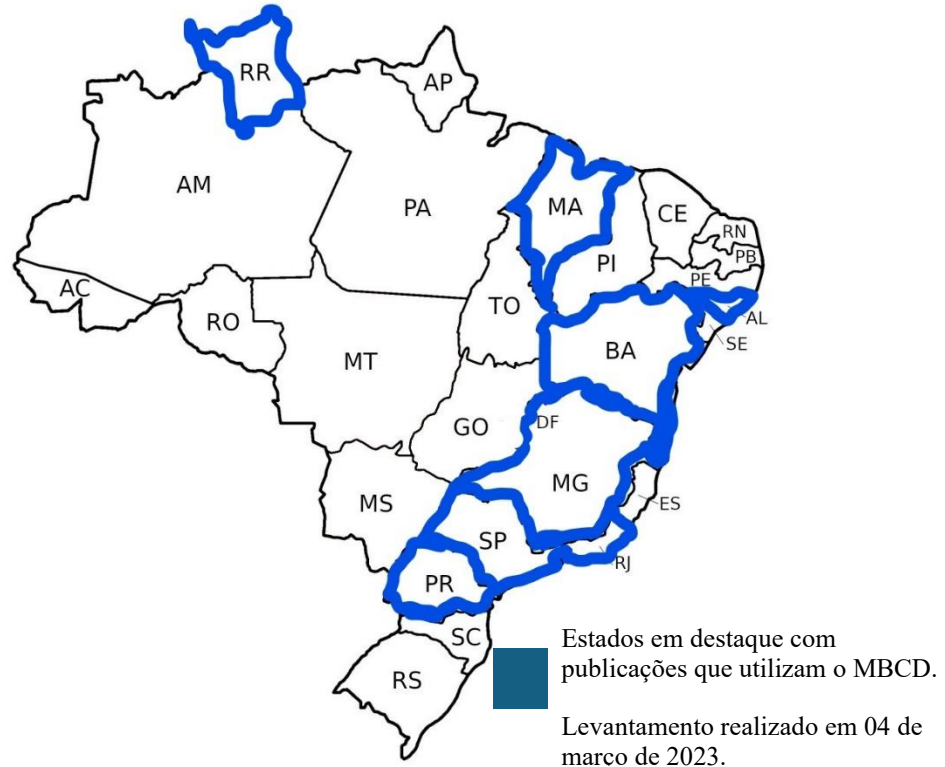 RR
AP
AM
PA
MA
CE
RN
PB
PI
PE
AC
TO
AL
RO
SE
BA
MT
GO
DF
MG
MS
ES
SP
RJ
PR
SC
RS
Estados em destaque com
publicações que utilizam o MBCD.
Levantamento realizado em 04 de
março de 2023.